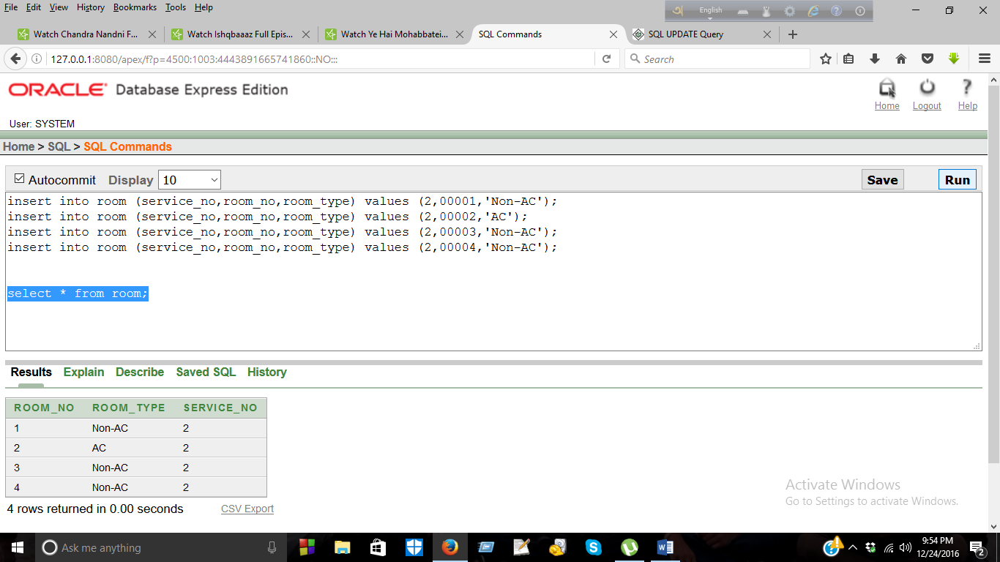 File Edit View History Bookmarks Tools Help
English
Watch Chandra Nandni F...
Watch Ishqbaaaz Full Epis...
Watch Ye Hai Mohabbatei...
SQL Commands
SQL UPDATE Query
127.0.0.1:8080/apex/f?p=4500:1003:4443891665741860::NO:::
Search
ORACLE Database Express Edition
Home Logout Help
User: SYSTEM
Home > SQL > SQL Commands
Autocommit Display 10 Save Run
insert into room (service_no,room_no,room_type) values (2,00001,'Non-AC');
insert into room (service_no,room_no,room_type) values (2,00002,'AC');
insert into room (service_no,room_no,room_type) values (2,00003,'Non-AC');
insert into room (service_no,room_no,room_type) values (2,00004,'Non-AC');
select * from room;
Results Explain Describe Saved SQL History
ROOM_NO ROOM_TYPE SERVICE_NO
1 Non-AC 2
2 AC 2
3 Non-AC 2
4 Non-AC 2
4 rows returned in 0.00 seconds CSV Export
Activate Windows
Go to Settings to activate Windows.
Ask me anything
9:54 PM
12/24/2016
2